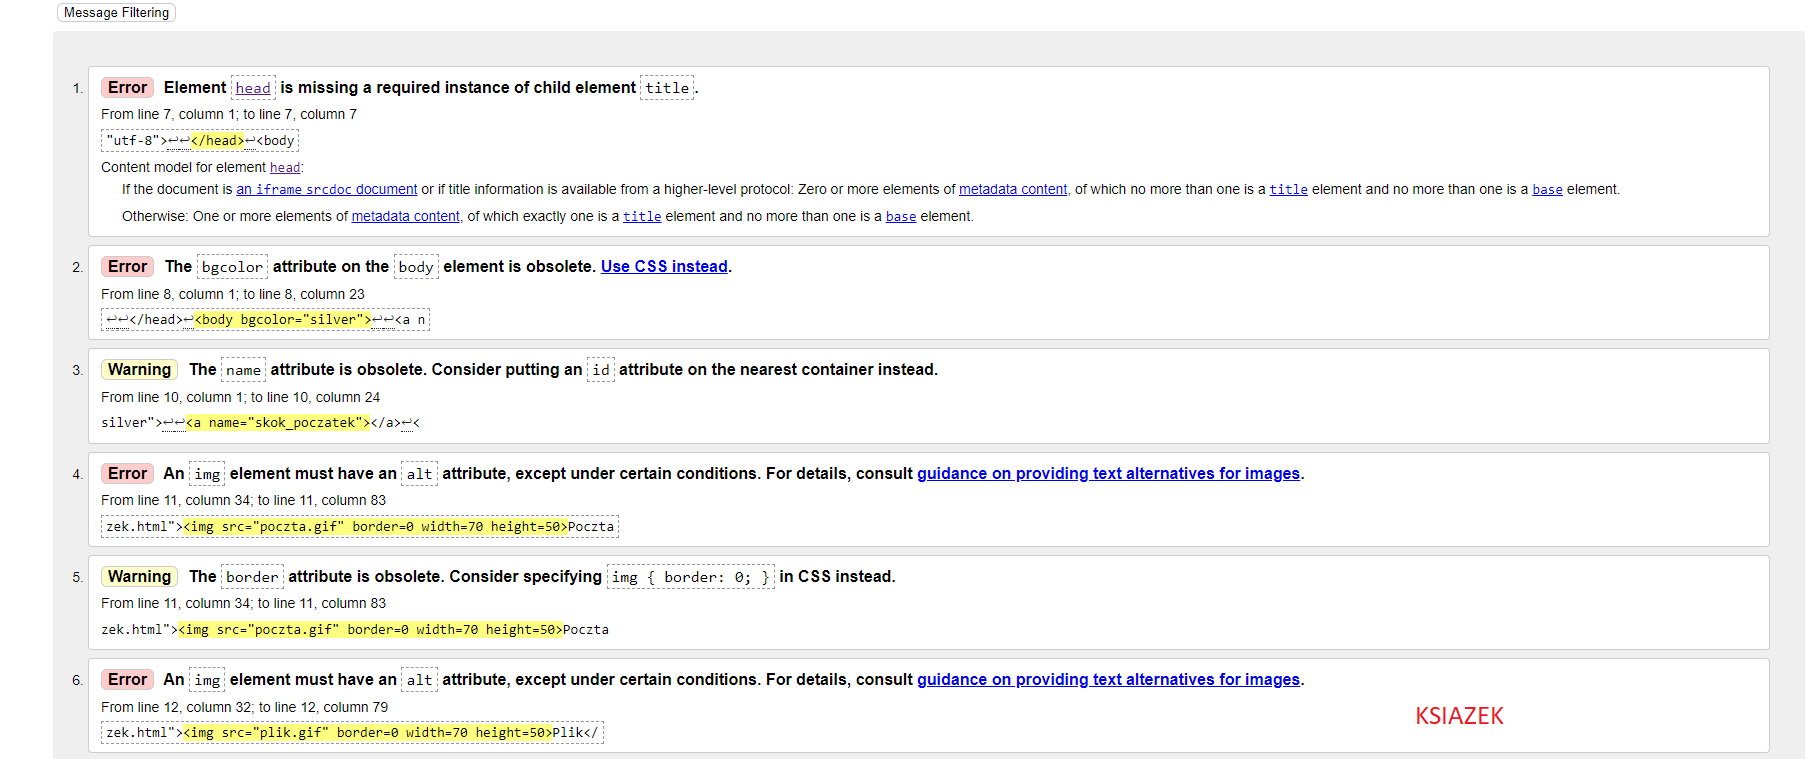 Message Filtering
1. Error Element head is missing a required instance of child element title.
From line 7, column 1; to line 7, column 7
"utf-8">↩↩</head>↩<body
Content model for element head:
If the document is an iframe srcdoc document or if title information is available from a higher-level protocol: Zero or more elements of metadata content, of which no more than one is a title element and no more than one is a base element.
Otherwise: One or more elements of metadata content, of which exactly one is a title element and no more than one is a base element.
2. Error The bgcolor attribute on the body element is obsolete. Use CSS instead.
From line 8, column 1; to line 8, column 23
↩↩</head>↩<body bgcolor="silver">↩↩<a n
3. Warning The name attribute is obsolete. Consider putting an id attribute on the nearest container instead.
From line 10, column 1; to line 10, column 24
silver">↩↩<a name="skok_poczatek"></a>↩<
4. Error An img element must have an alt attribute, except under certain conditions. For details, consult guidance on providing text alternatives for images.
From line 11, column 34; to line 11, column 83
zek.html"><img src="poczta.gif" border=0 width=70 height=50>Poczta
5. Warning The border attribute is obsolete. Consider specifying img { border: 0; } in CSS instead.
From line 11, column 34; to line 11, column 83
zek.html"><img src="poczta.gif" border=0 width=70 height=50>Poczta
6. Error An img element must have an alt attribute, except under certain conditions. For details, consult guidance on providing text alternatives for images.
From line 12, column 32; to line 12, column 79
zek.html"><img src="plik.gif" border=0 width=70 height=50>Plik</
KSIAZEK